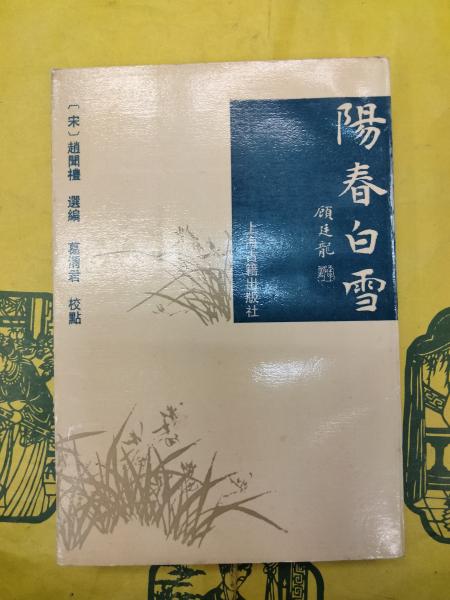 陽春白雪
顧廷龍
上海古籍出版社
〔宋〕趙聞禮 選編 葛渭君 校點